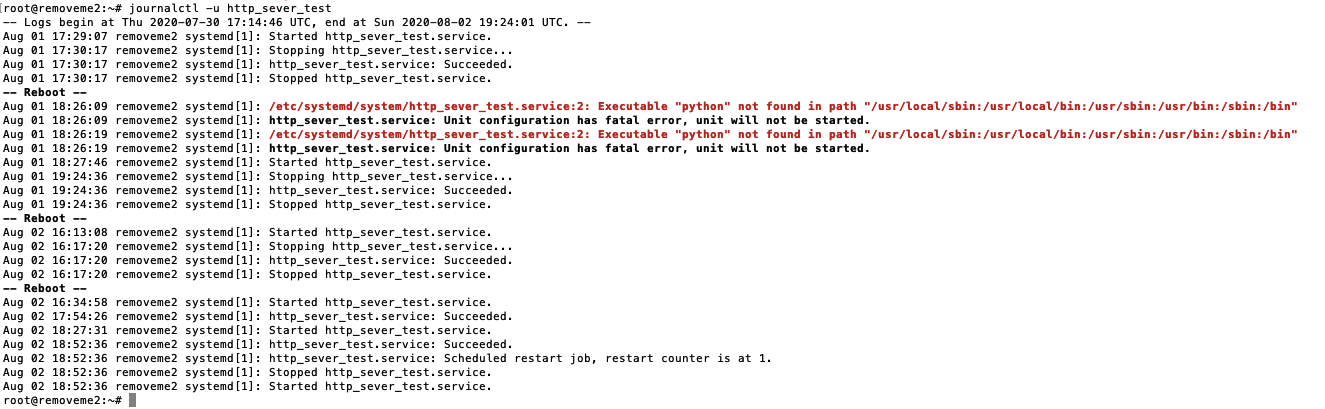 [root@removeme2:~# journalctl -u http_sever_test
-- Logs begin at Thu 2020-07-30 17:14:46 UTC, end at Sun 2020-08-02 19:24:01 UTC. --
Aug 01 17:29:07 removeme2 systemd[1]: Started http_sever_test.service.
Aug 01 17:30:17 removeme2 systemd[1]: Stopping http_sever_test.service...
Aug 01 17:30:17 removeme2 systemd[1]: http_sever_test.service: Succeeded.
Aug 01 17:30:17 removeme2 systemd[1]: Stopped http_sever_test.service.
-- Reboot --
Aug 01 18:26:09 removeme2 systemd[1]: /etc/systemd/system/http_sever_test.service:2: Executable "python" not found in path "/usr/local/sbin:/usr/local/bin:/usr/sbin:/usr/bin:/sbin:/bin"
Aug 01 18:26:09 removeme2 systemd[1]: http_sever_test.service: Unit configuration has fatal error, unit will not be started.
Aug 01 18:26:19 removeme2 systemd[1]: /etc/systemd/system/http_sever_test.service:2: Executable "python" not found in path "/usr/local/sbin:/usr/local/bin:/usr/sbin:/usr/bin:/sbin:/bin"
Aug 01 18:26:19 removeme2 systemd[1]: http_sever_test.service: Unit configuration has fatal error, unit will not be started.
Aug 01 18:27:46 removeme2 systemd[1]: Started http_sever_test.service.
Aug 01 19:24:36 removeme2 systemd[1]: Stopping http_sever_test.service...
Aug 01 19:24:36 removeme2 systemd[1]: http_sever_test.service: Succeeded.
Aug 01 19:24:36 removeme2 systemd[1]: Stopped http_sever_test.service.
-- Reboot --
Aug 02 16:13:08 removeme2 systemd[1]: Started http_sever_test.service.
Aug 02 16:17:20 removeme2 systemd[1]: Stopping http_sever_test.service...
Aug 02 16:17:20 removeme2 systemd[1]: http_sever_test.service: Succeeded.
Aug 02 16:17:20 removeme2 systemd[1]: Stopped http_sever_test.service.
-- Reboot --
Aug 02 16:34:58 removeme2 systemd[1]: Started http_sever_test.service.
Aug 02 17:54:26 removeme2 systemd[1]: http_sever_test.service: Succeeded.
Aug 02 18:27:31 removeme2 systemd[1]: Started http_sever_test.service.
Aug 02 18:52:36 removeme2 systemd[1]: http_sever_test.service: Succeeded.
Aug 02 18:52:36 removeme2 systemd[1]: http_sever_test.service: Scheduled restart job, restart counter is at 1.
Aug 02 18:52:36 removeme2 systemd[1]: Stopped http_sever_test.service.
Aug 02 18:52:36 removeme2 systemd[1]: Started http_sever_test.service.
root@removeme2:~#